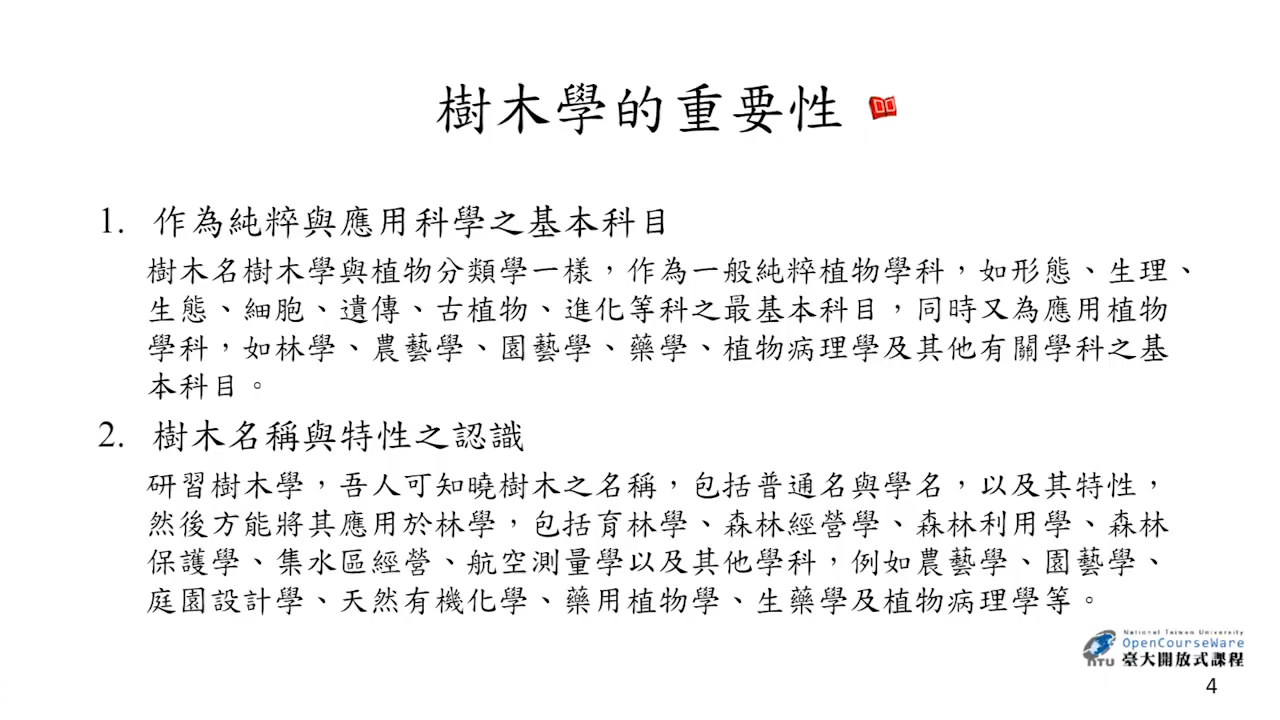 樹木學的重要性
1. 作為純粹與應用科學之基本科目
樹木名樹木學與植物分類學一樣，作為一般純粹植物學科，如形態、生理、
生態、細胞、遺傳、古植物、進化等科之最基本科目，同時又為應用植物
學科，如林學、農藝學、園藝學、藥學、植物病理學及其他有關學科之基
本科目。
2. 樹木名稱與特性之認識
研習樹木學，吾人可知曉樹木之名稱，包括普通名與學名，以及其特性，
然後方能將其應用於林學，包括育林學、森林經營學、森林利用學、森林
保護學、集水區經營、航空測量學以及其他學科，例如農藝學、園藝學、
庭園設計學、天然有機化學、藥用植物學、生藥學及植物病理學等。
National Taiwan University
OpenCourseWare
NTU 臺大開放式課程
4